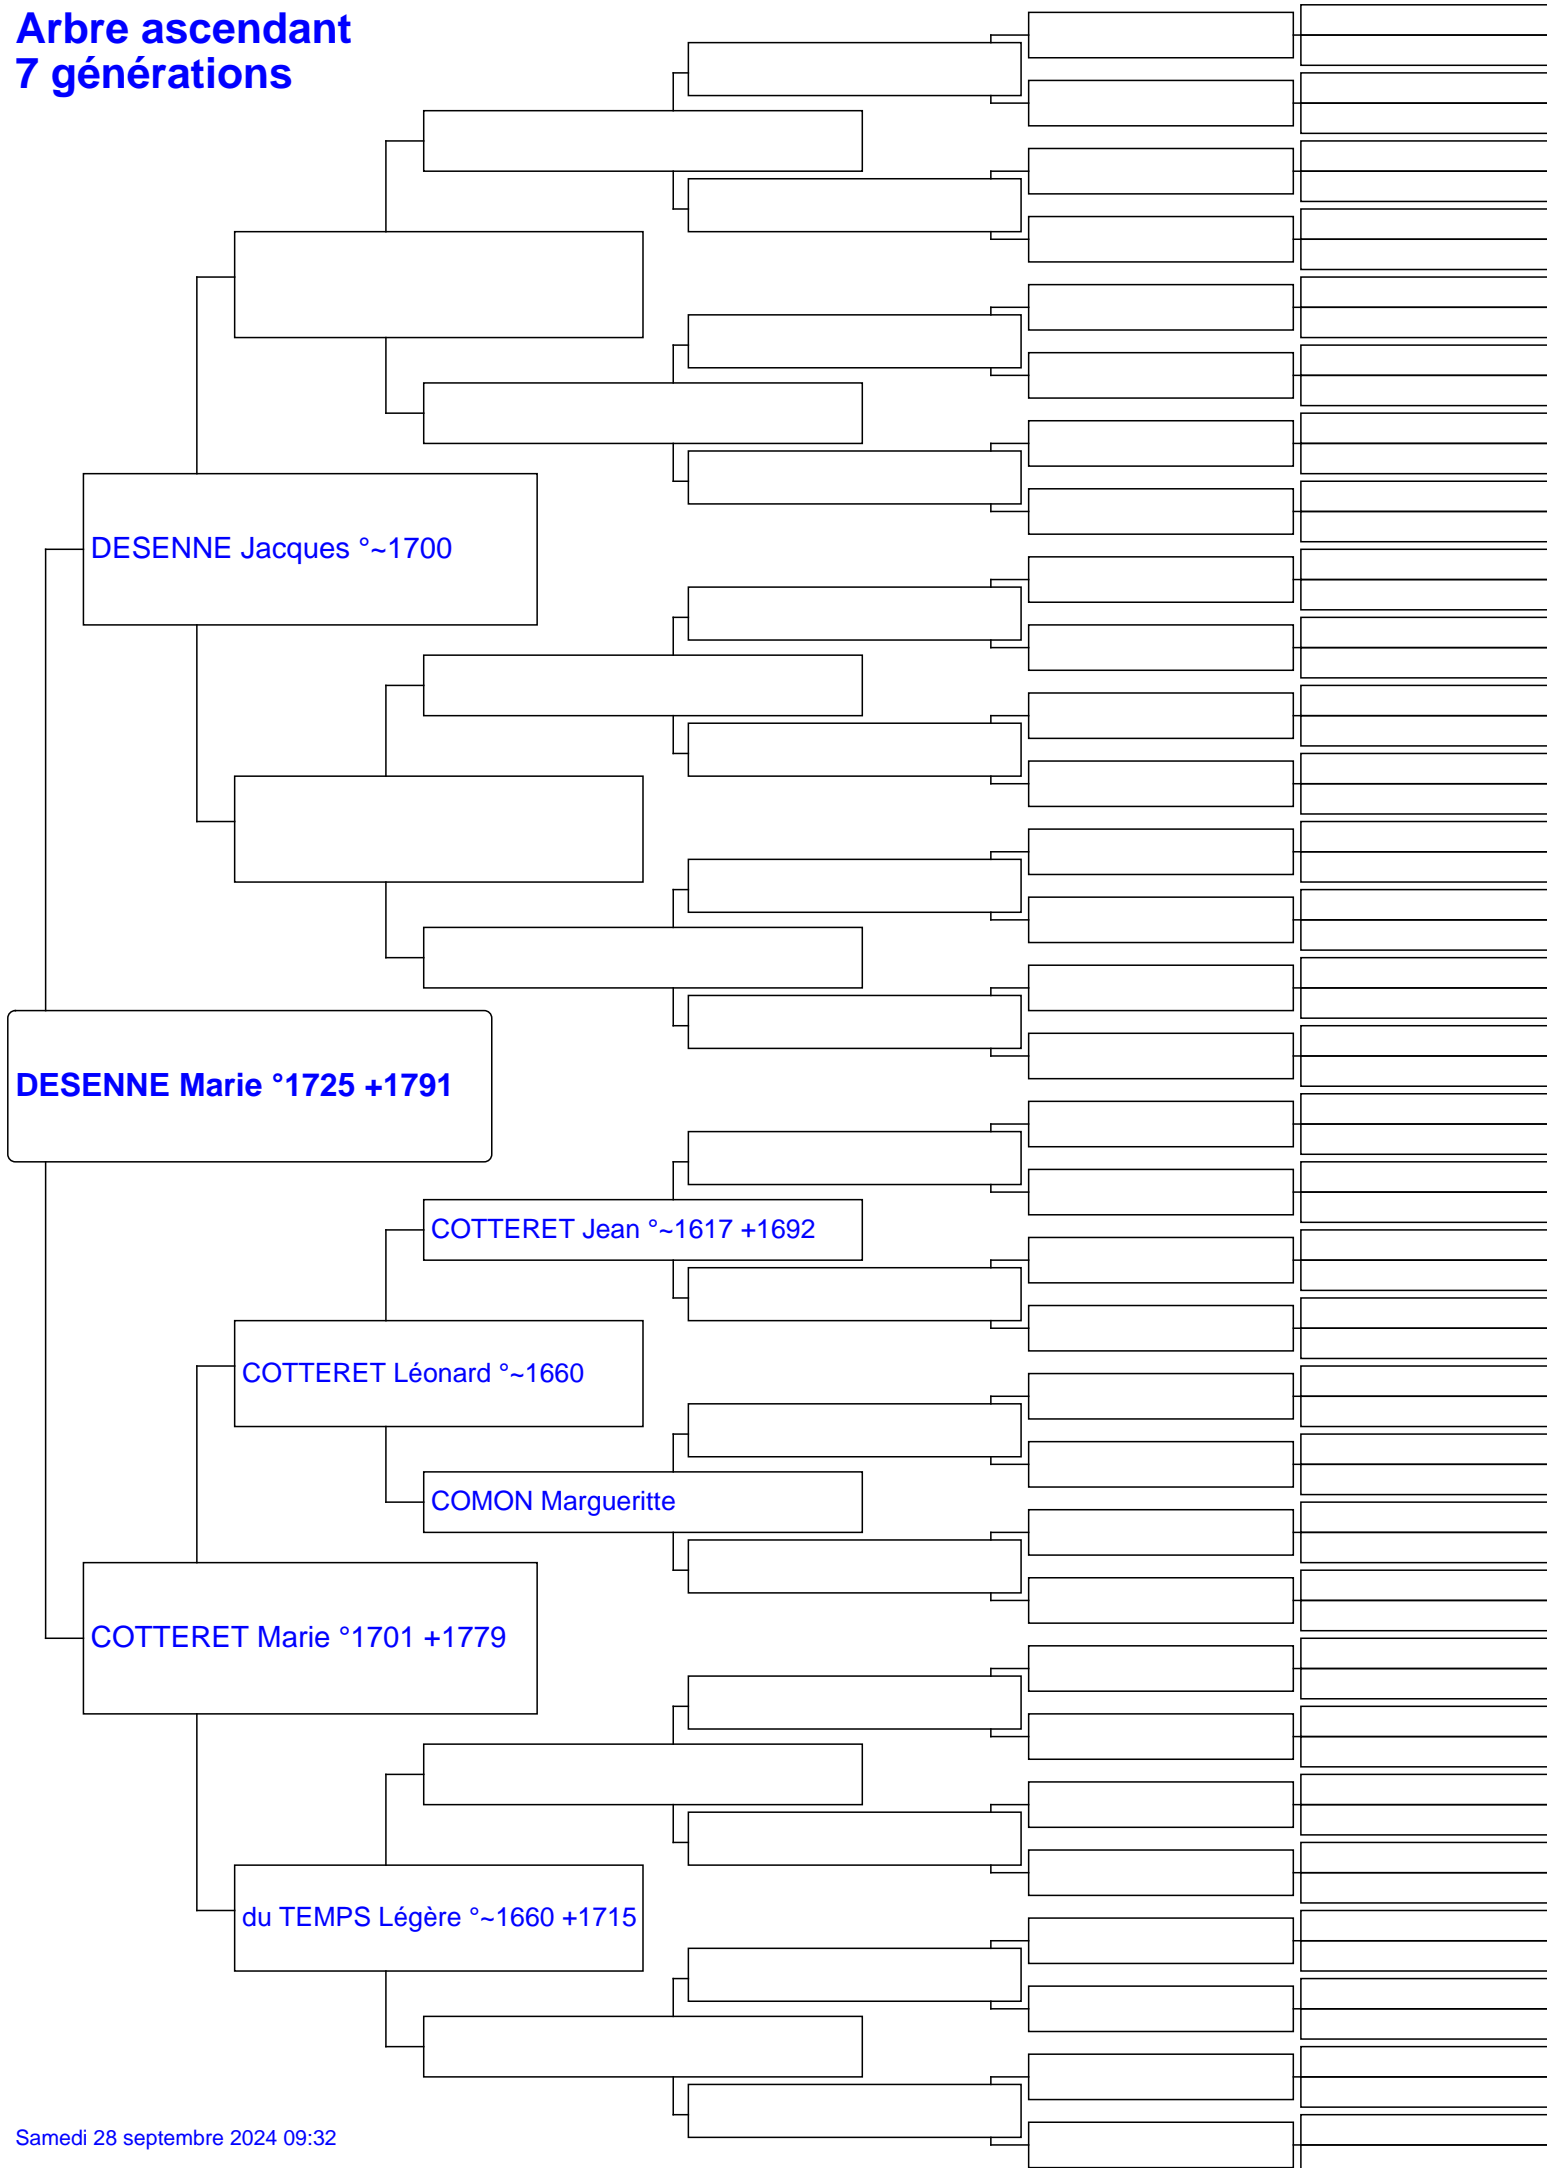 Arbre ascendant
7 générations
DESENNE Jacques °~1700
DESENNE Marie °1725 +1791
COTTERET Jean °~1617 +1692
COTTERET Léonard °~1660
COMON Margueritte
COTTERET Marie °1701 +1779
du TEMPS Légère °~1660 +1715
Samedi 28 septembre 2024 09:32